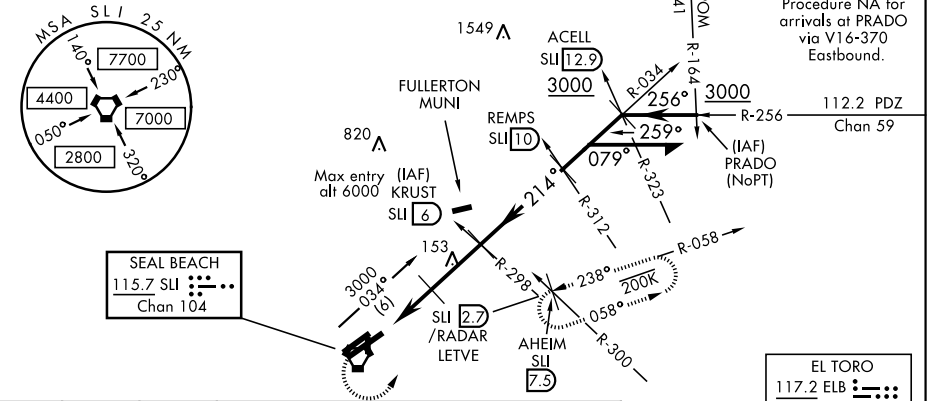 MSA SLI 25 NM
140°
7700
230°
4400
7000
050°
2800
320°
1549
ACELL
SLI 12.9
3000
FULLERTON
MUNI
REMPS
SLI 10
820
Max entry
alt 6000
(IAF)
KRUST
SLI 6
153
R-034
256°
3000
R-164
OM
41
Procedure NA for
arrivals at PRADO
via V16-370
Eastbound.
R-256
112.2 PDZ
Chan 59
259°
079°
(IAF)
PRADO
(NoPT)
R-323
214°
R-312
R-058
238°
200K
058°
R-298
R-300
SEAL BEACH
115.7 SLI
Chan 104
3000
034°
(6)
SLI 2.7
/RADAR
LETVE
AHEIM
SLI
7.5
EL TORO
117.2 ELB